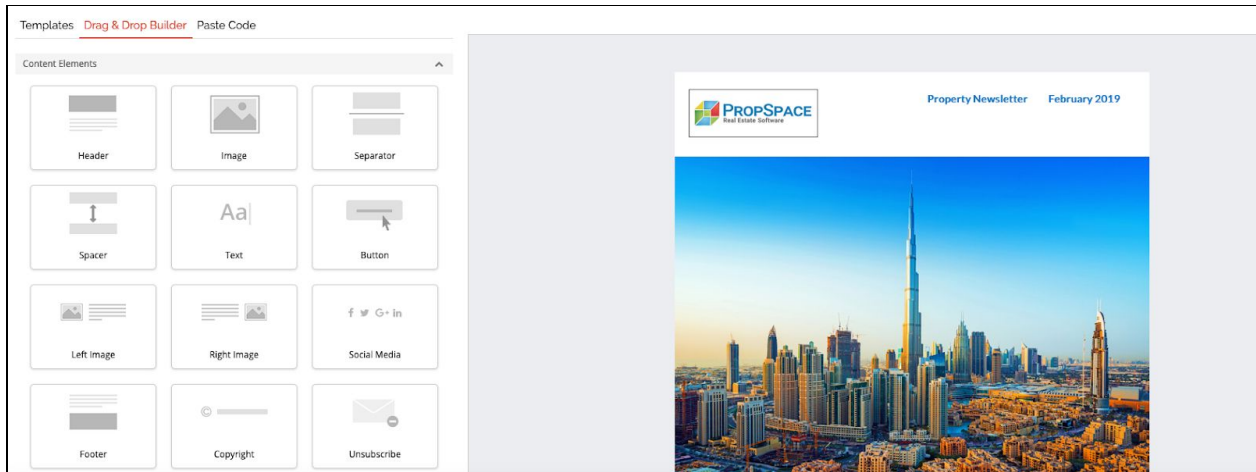 Templates Drag & Drop Builder Paste Code
Content Elements
Header
Image
Separator
Aa
Spacer
Text
Button
G+ in
Left Image
Right Image
Social Media
©
Footer
Copyright
Unsubscribe
PROPSPACE
Real Estate Software
Property Newsletter February 2019